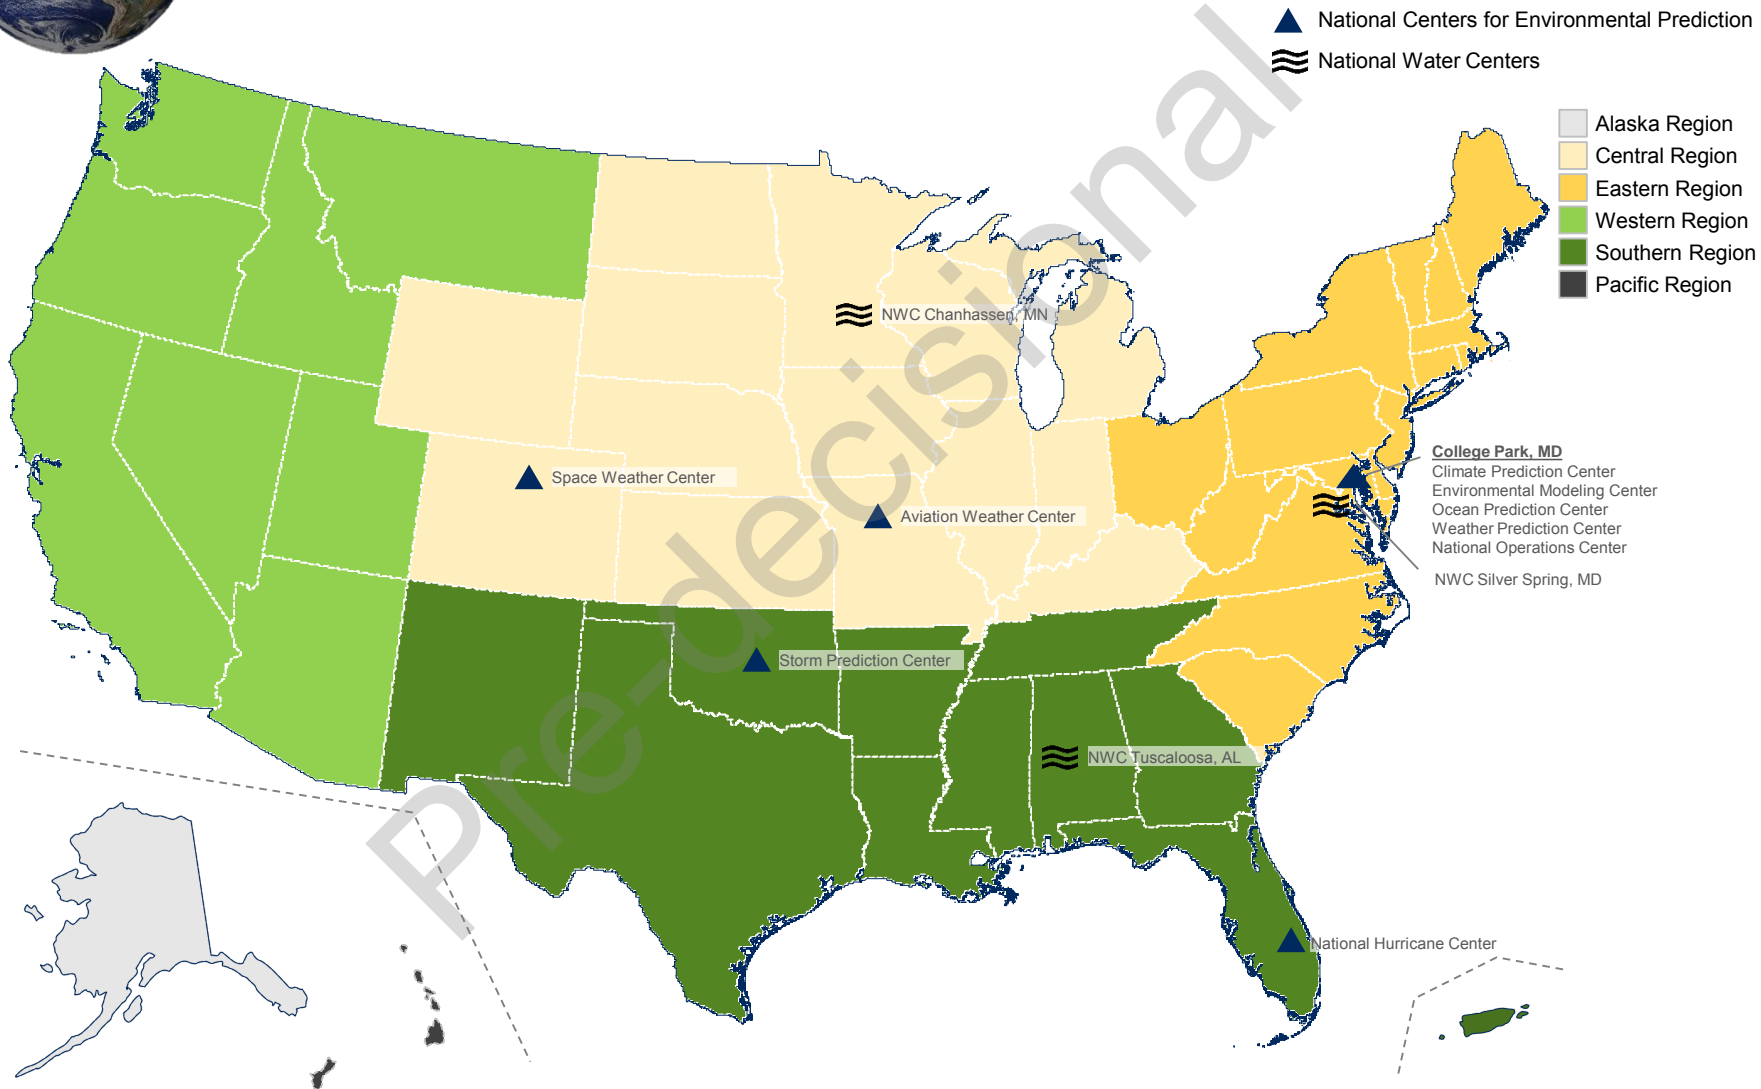 National Centers for Environmental Prediction
National Water Centers
Alaska Region
Central Region
Eastern Region
Western Region
Southern Region
Pacific Region
NWC Chanhassen, MN
Space Weather Center
Aviation Weather Center
College Park, MD
Climate Prediction Center
Environmental Modeling Center
Ocean Prediction Center
Weather Prediction Center
National Operations Center
NWC Silver Spring, MD
Storm Prediction Center
NWC Tuscaloosa, AL
National Hurricane Center
Pre-decisional